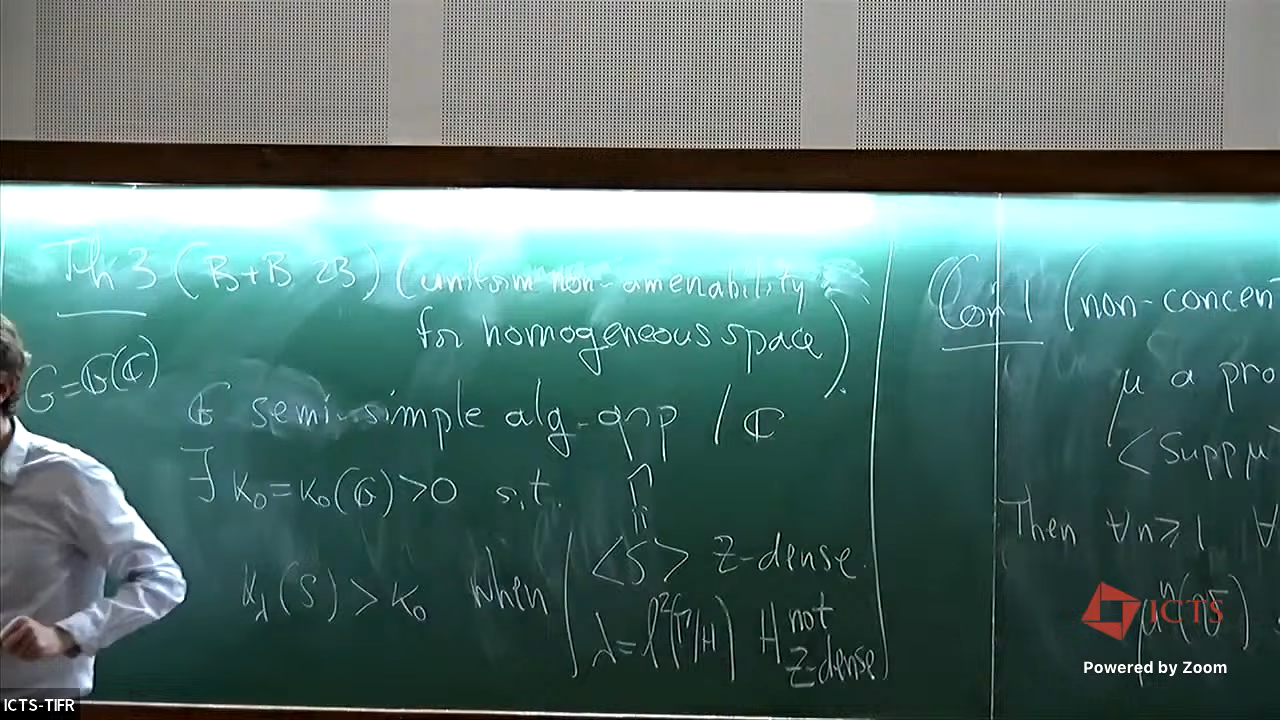 Th 3 (B+B 23) (uniform non-amenability
for homogeneous space)
G=𝔾(ℂ)
𝔾 semi-simple alg-grp / ℂ
∃ κ₀=κ₀(𝔾)>0 s.t.
Γ
=
κ_λ(S) > κ₀ when <S> Z-dense
λ=ℓ²(Γ/H) H not
Z-dense
Cor 1 (non-concen
μ a pro
<Supp μ
Then ∀n≥1 ∀
μⁿ(𝒱)
ICTS
Powered by Zoom
ICTS-TIFR